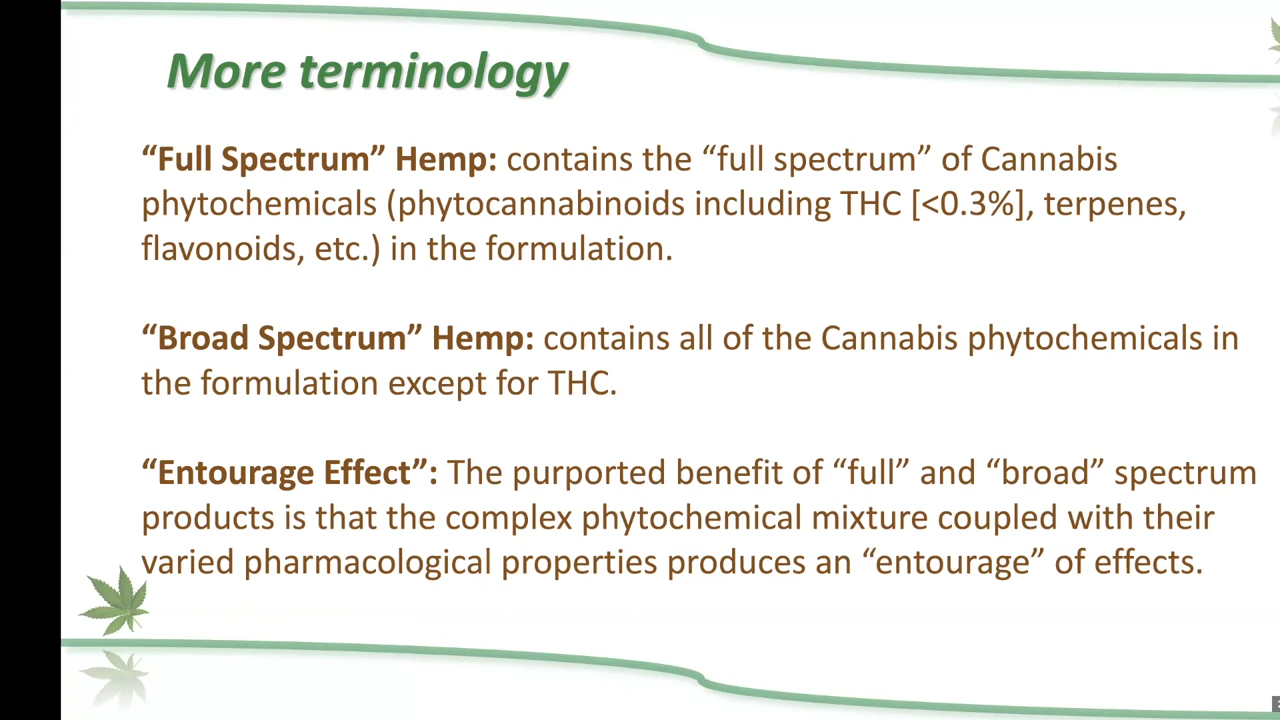 More terminology
“Full Spectrum” Hemp: contains the “full spectrum” of Cannabis
phytochemicals (phytocannabinoids including THC [<0.3%], terpenes,
flavonoids, etc.) in the formulation.
“Broad Spectrum” Hemp: contains all of the Cannabis phytochemicals in
the formulation except for THC.
“Entourage Effect”: The purported benefit of “full” and “broad” spectrum
products is that the complex phytochemical mixture coupled with their
varied pharmacological properties produces an “entourage” of effects.